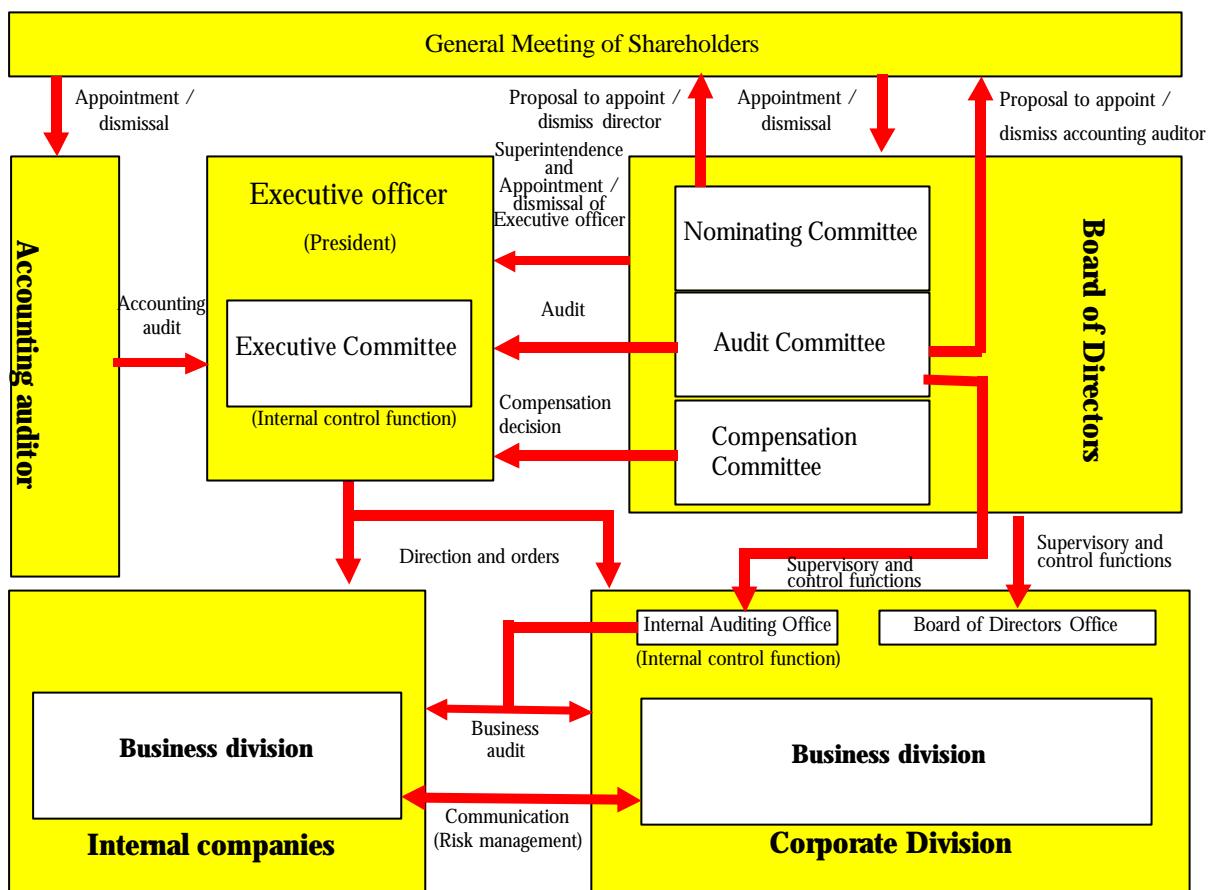 General Meeting of Shareholders
Appointment /
dismissal
Proposal to appoint /
dismiss director
Appointment /
dismissal
Proposal to appoint /
dismiss accounting auditor
Accounting auditor
Accounting
audit
Executive officer
(President)
Executive Committee
(Internal control function)
Superintendence
and
Appointment /
dismissal of
Executive officer
Audit
Compensation
decision
Nominating Committee
Audit Committee
Compensation
Committee
Board of Directors
Direction and orders
Supervisory and
control functions
Supervisory and
control functions
Internal Auditing Office
(Internal control function)
Board of Directors Office
Business division
Internal companies
Business
audit
Communication
(Risk management)
Business division
Corporate Division